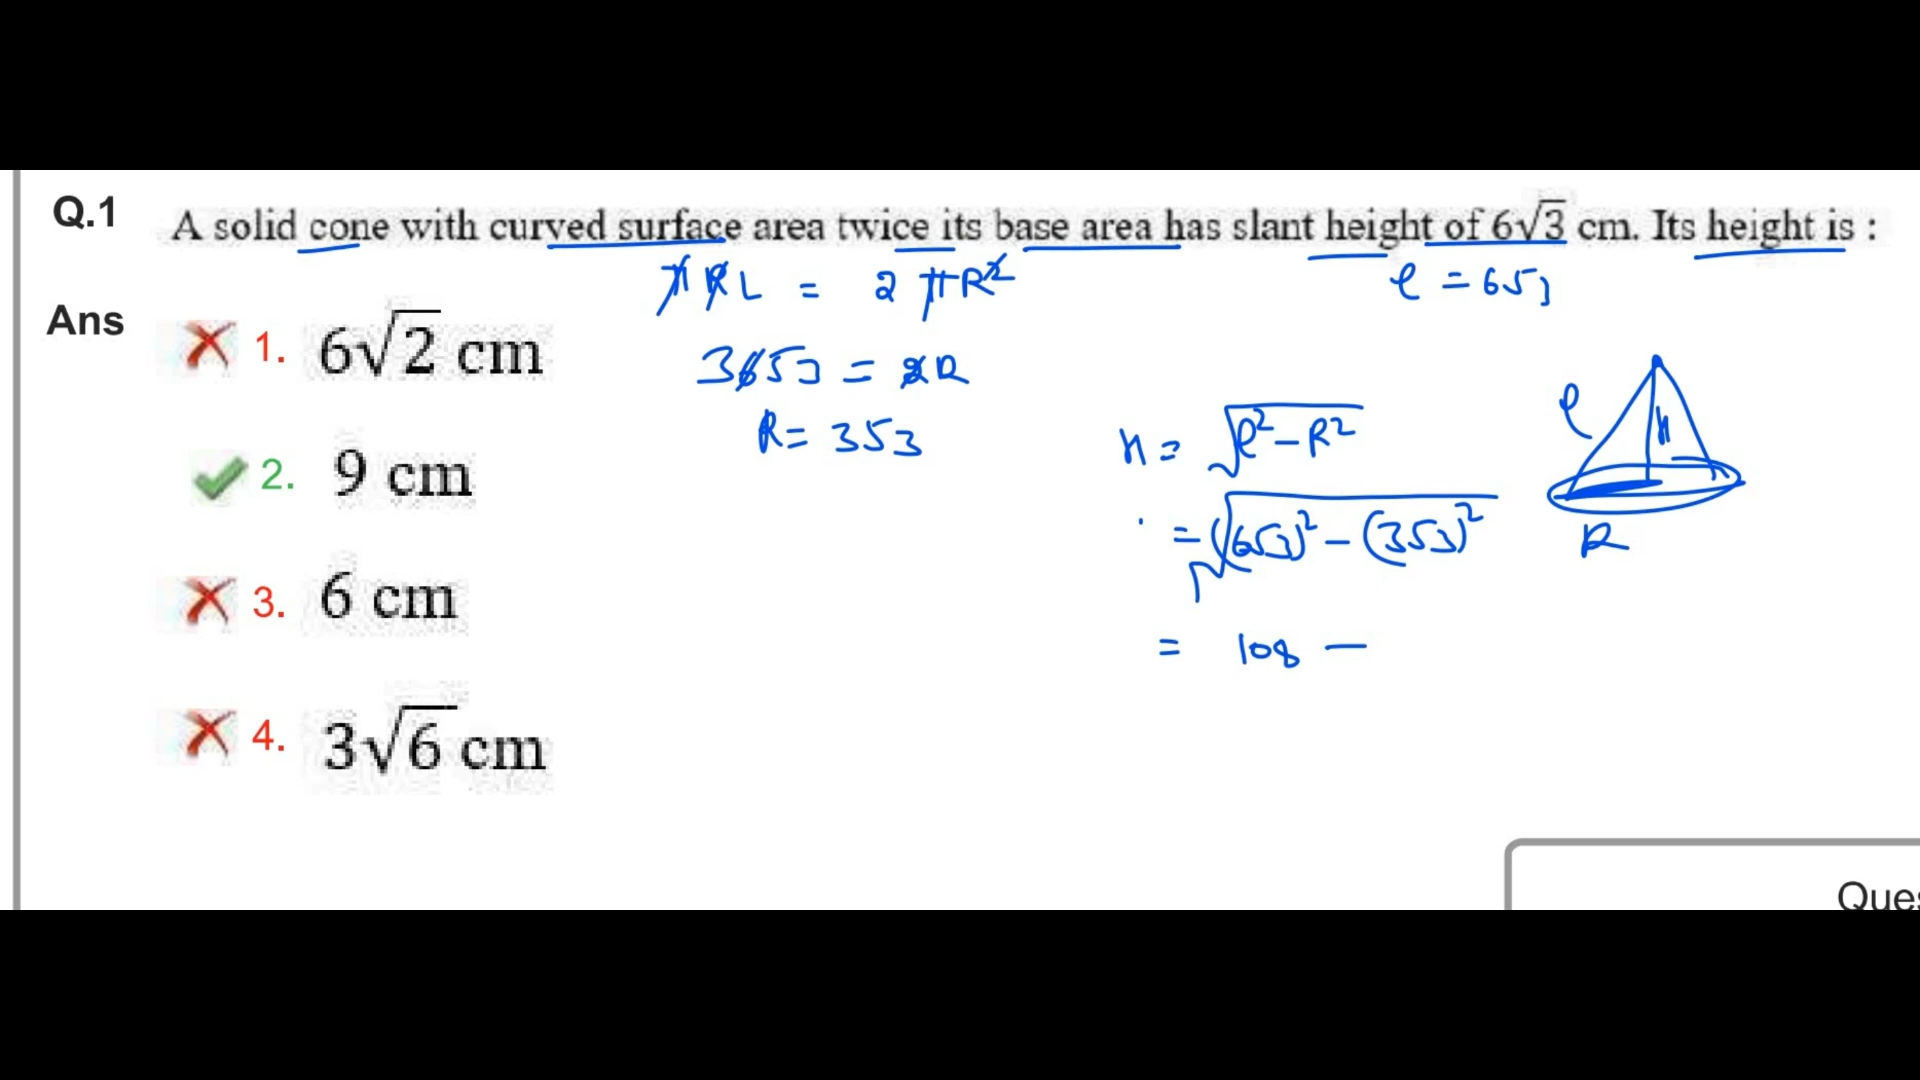 Q.1 A solid cone with curved surface area twice its base area has slant height of 6√3 cm. Its height is :
πRL = 2πR²
l = 6√3
Ans
1. 6√2 cm
2. 9 cm
3. 6 cm
4. 3√6 cm
36√3 = 2R
R = 3√3
H = √l² - R²
= √(6√3)² - (3√3)²
= 108 -
l
H
R
Ques